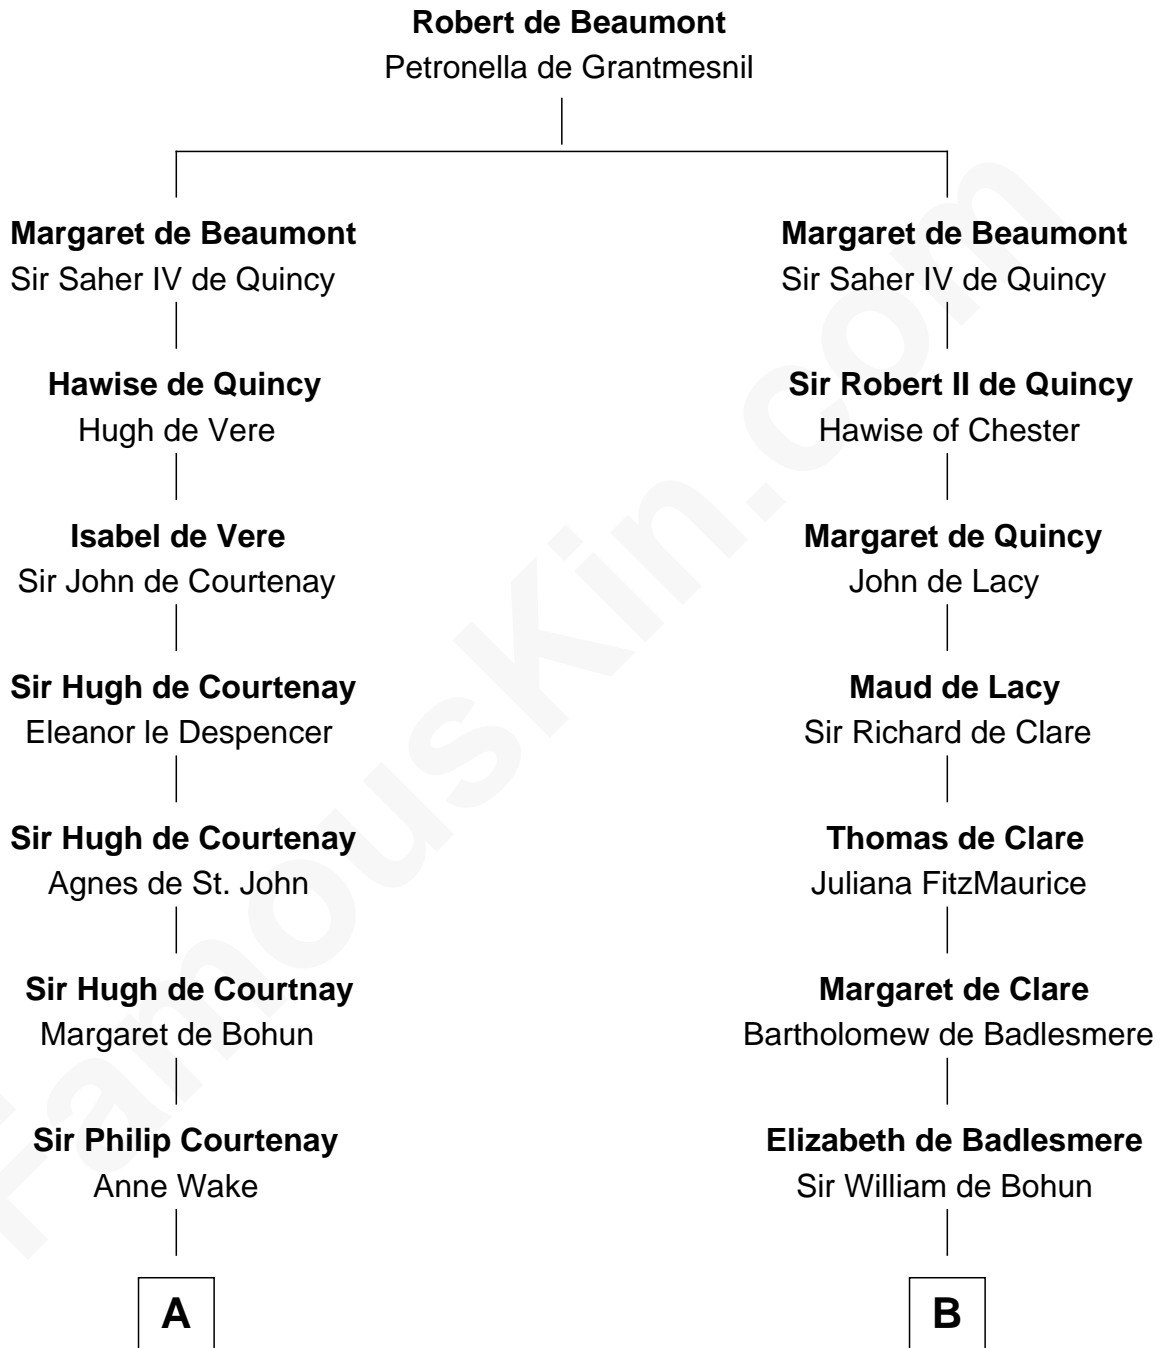 Robert de Beaumont
Petronella de Grantmesnil
Margaret de Beaumont
Sir Saher IV de Quincy
Margaret de Beaumont
Sir Saher IV de Quincy
Hawise de Quincy
Hugh de Vere
Sir Robert II de Quincy
Hawise of Chester
Isabel de Vere
Sir John de Courtenay
Margaret de Quincy
John de Lacy
Sir Hugh de Courtenay
Eleanor le Despencer
Maud de Lacy
Sir Richard de Clare
Sir Hugh de Courtenay
Agnes de St. John
Thomas de Clare
Juliana FitzMaurice
Sir Hugh de Courtnay
Margaret de Bohun
Margaret de Clare
Bartholomew de Badlesmere
Sir Philip Courtenay
Anne Wake
Elizabeth de Badlesmere
Sir William de Bohun
A
B
FamousKin.com